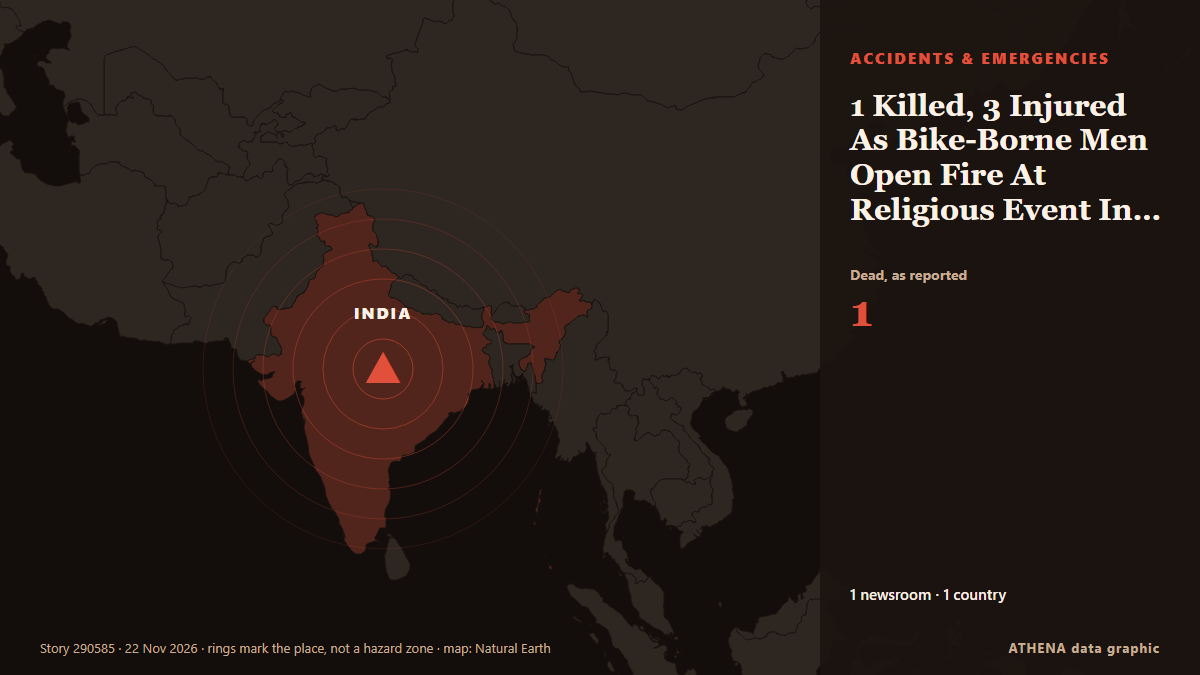 ACCIDENTS & EMERGENCIES
1 Killed, 3 Injured
As Bike-Borne Men
Open Fire At
Religious Event In...
Dead, as reported
1
INDIA
1 newsroom · 1 country
Story 290585 · 22 Nov 2026 · rings mark the place, not a hazard zone · map: Natural Earth
ATHENA data graphic